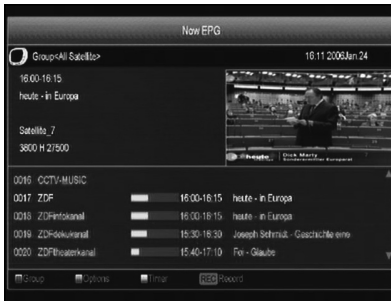 Now EPG
Group<All Satellite>
16:11 2006Jan.24
16:00-16:15
heute - in Europa
Satellite_7
3800 H 27500
heute
Dick Marty
Sonderermittler Europarat
0016 CCTV-MUSIC
0017 ZDF 16:00-16:15 heute - in Europa
0018 ZDFinfokanal 16:00-16:15 heute - in Europa
0019 ZDFdokukanal 15:30-16:30 Joseph Schmidt - Geschichte eine
0020 ZDFtheaterkanal 15:40-17:10 Foi - Glaube
Group Options Timer REC Record